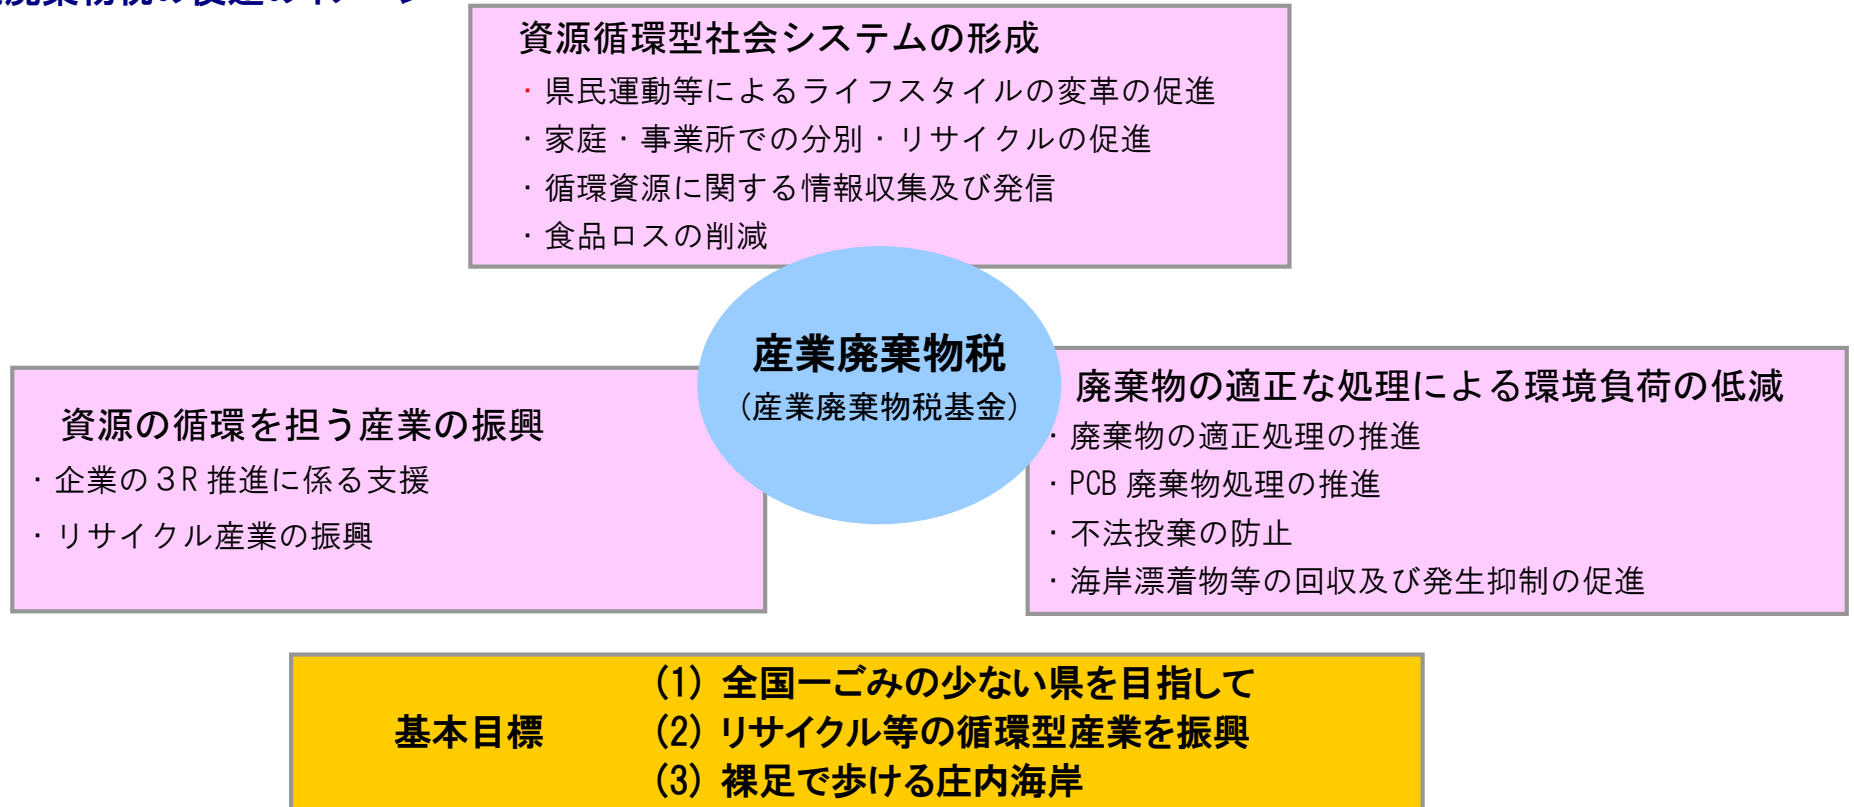 廃棄物税の使途のイメージ
資源循環型社会システムの形成
・県民運動等によるライフスタイルの変革の促進
・家庭・事業所での分別・リサイクルの促進
・循環資源に関する情報収集及び発信
・食品ロスの削減
産業廃棄物税
(産業廃棄物税基金)
資源の循環を担う産業の振興
・企業の３R推進に係る支援
・リサイクル産業の振興
廃棄物の適正な処理による環境負荷の低減
・廃棄物の適正処理の推進
・PCB廃棄物処理の推進
・不法投棄の防止
・海岸漂着物等の回収及び発生抑制の促進
基本目標
(1) 全国一ごみの少ない県を目指して
(2) リサイクル等の循環型産業を振興
(3) 裸足で歩ける庄内海岸